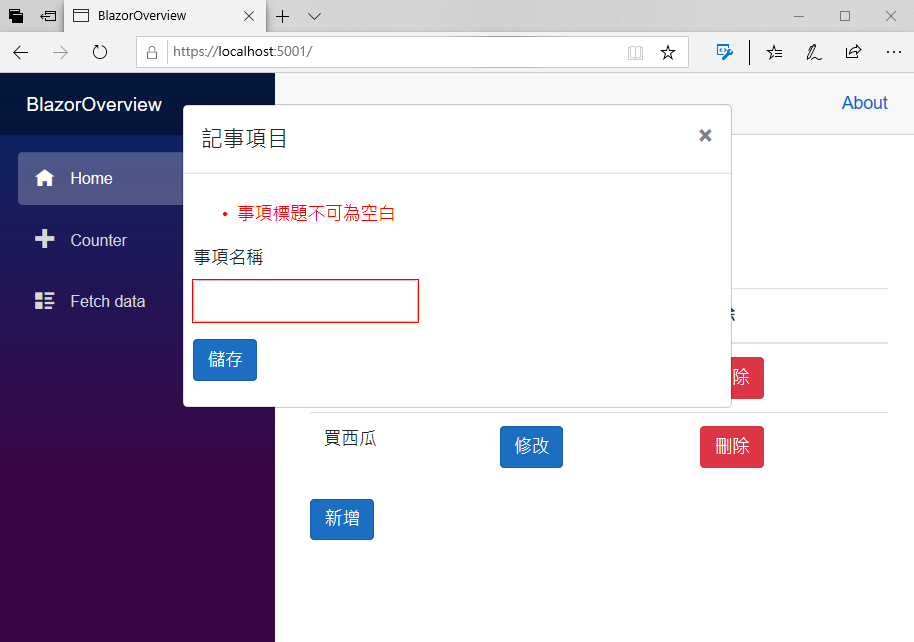 BlazorOverview
https://localhost:5001/
BlazorOverview
About
記事項目
Home
事項標題不可為空白
Counter
事項名稱
Fetch data
儲存
除
買西瓜
修改
刪除
新增